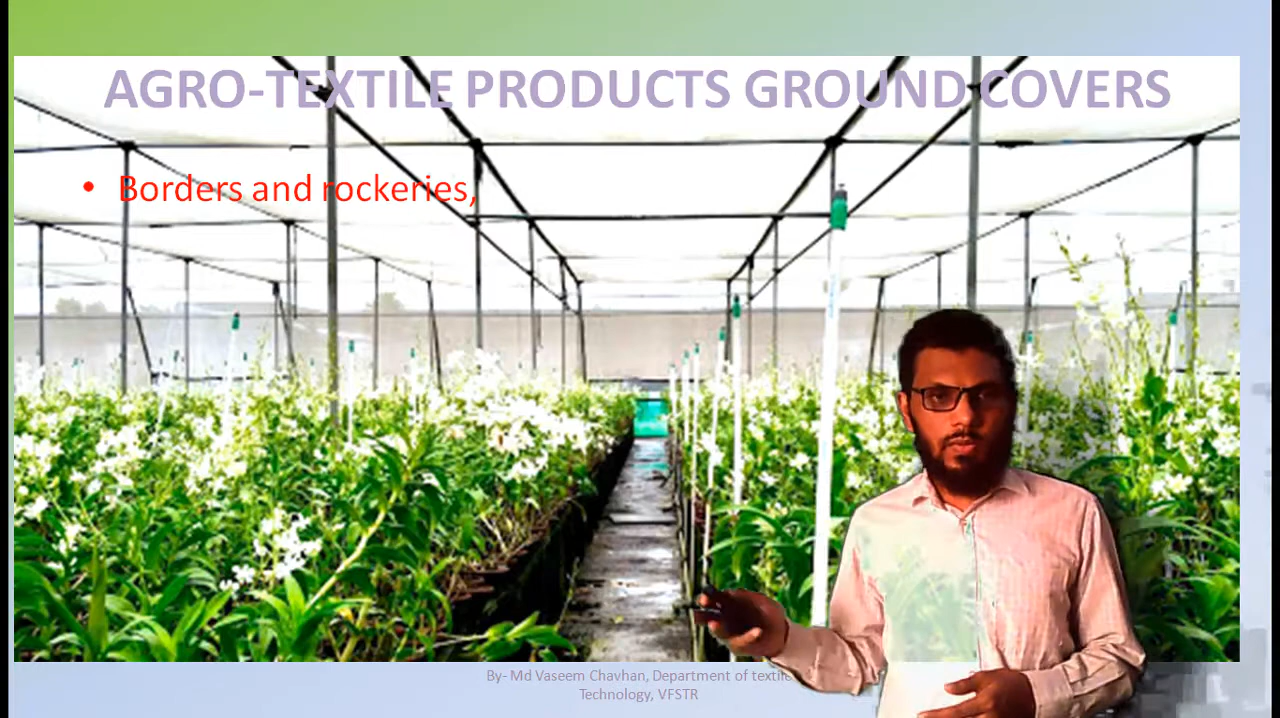 AGRO-TEXTILE PRODUCTS GROUND COVERS
• Borders and rockeries,
By- Md Vaseem Chavhan, Department of textile
Technology, VFSTR